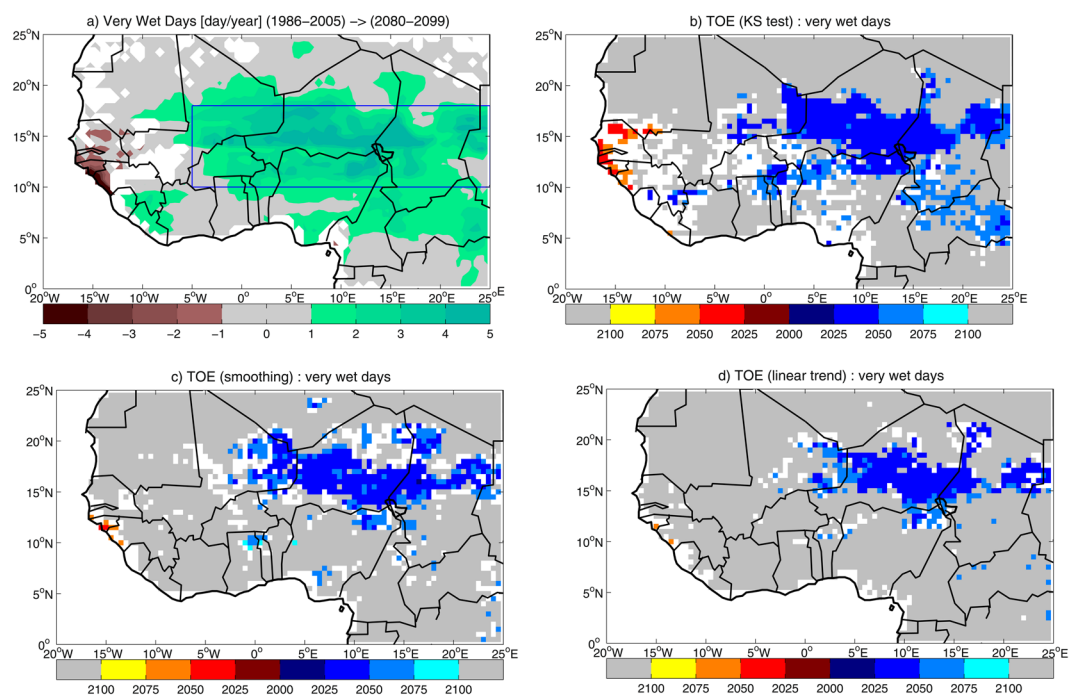 a) Very Wet Days [day/year] (1986−2005) −> (2080−2099)
25°N
20°N
15°N
10°N
5°N
0°
20°W 15°W 10°W 5°W 0° 5°E 10°E 15°E 20°E 25°E
−5 −4 −3 −2 −1 0 1 2 3 4 5
b) TOE (KS test) : very wet days
25°N
20°N
15°N
10°N
5°N
0°
20°W 15°W 10°W 5°W 0° 5°E 10°E 15°E 20°E 25°E
2100 2075 2050 2025 2000 2025 2050 2075 2100
c) TOE (smoothing) : very wet days
25°N
20°N
15°N
10°N
5°N
0°
20°W 15°W 10°W 5°W 0° 5°E 10°E 15°E 20°E 25°E
2100 2075 2050 2025 2000 2025 2050 2075 2100
d) TOE (linear trend) : very wet days
25°N
20°N
15°N
10°N
5°N
0°
20°W 15°W 10°W 5°W 0° 5°E 10°E 15°E 20°E 25°E
2100 2075 2050 2025 2000 2025 2050 2075 2100